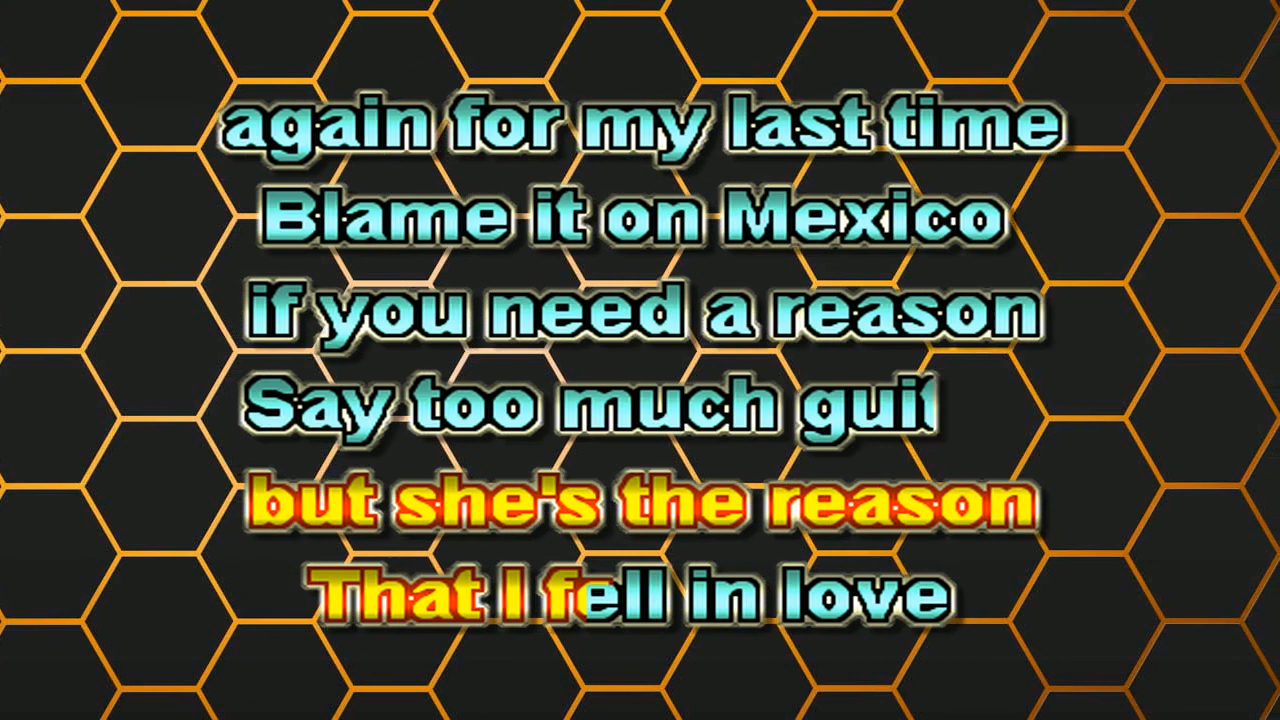 again for my last time
Blame it on Mexico
if you need a reason
Say too much
but she's the reason
That I fell in love